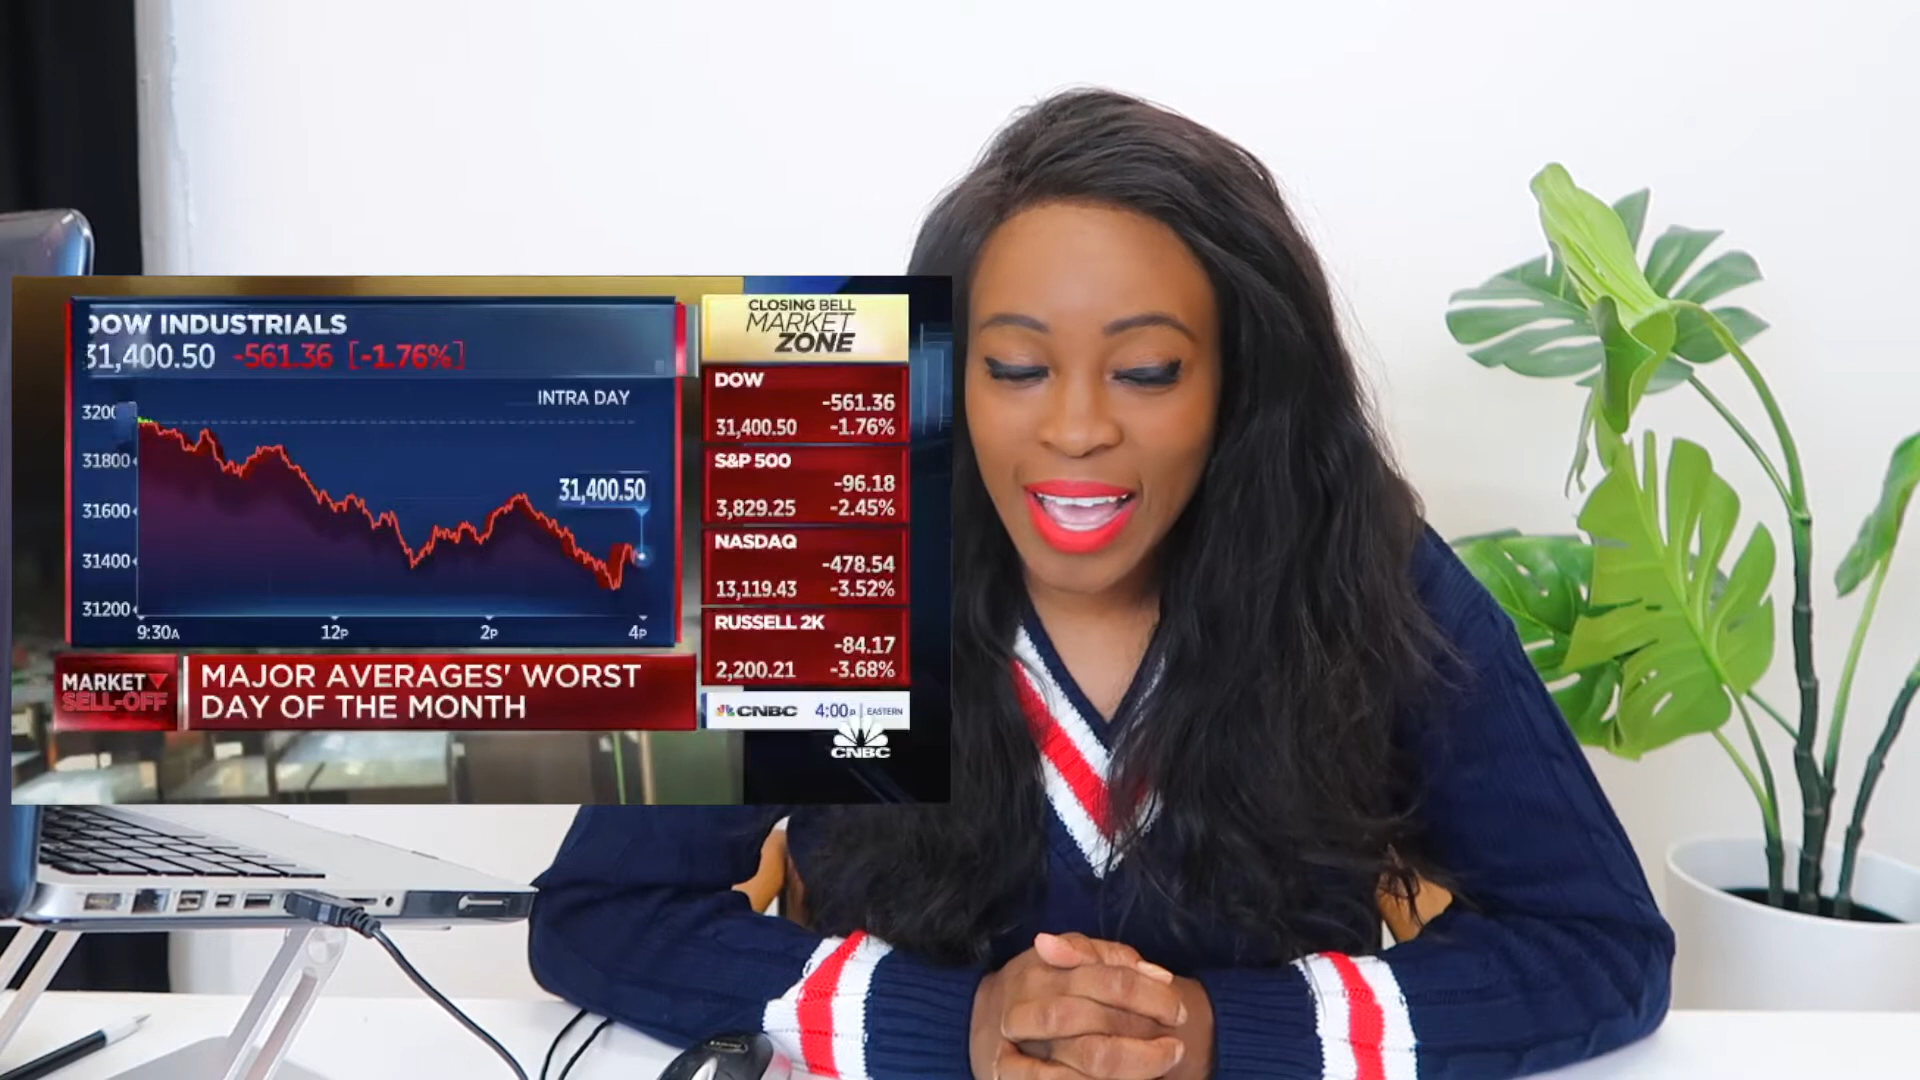 DOW INDUSTRIALS
31,400.50 -561.36 [-1.76%]
INTRA DAY
31800
31600
31400
31200
31,400.50
9:30A 12P 2P 4P
MARKET
SELL-OFF
MAJOR AVERAGES' WORST
DAY OF THE MONTH
CLOSING BELL
MARKET
ZONE
DOW
-561.36
31,400.50 -1.76%
S&P 500
-96.18
3,829.25 -2.45%
NASDAQ
-478.54
13,119.43 -3.52%
RUSSELL 2K
-84.17
2,200.21 -3.68%
CNBC 4:00P EASTERN
CNBC